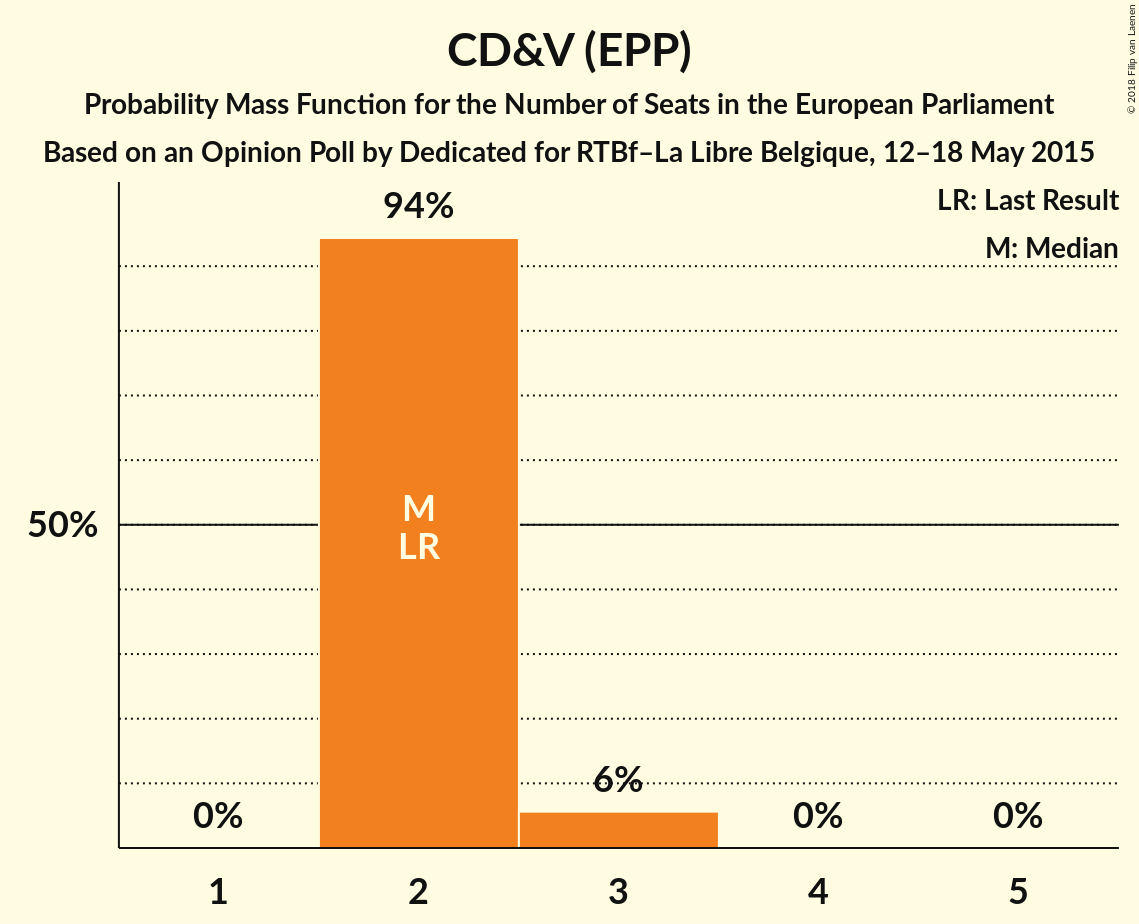 CD&V (EPP)
Probability Mass Function for the Number of Seats in the European Parliament
Based on an Opinion Poll by Dedicated for RTBf–La Libre Belgique, 12–18 May 2015
© 2018 Filip van Laenen
LR: Last Result
M: Median
94%
50%
M
LR
6%
0%
0%
0%
1
2
3
4
5